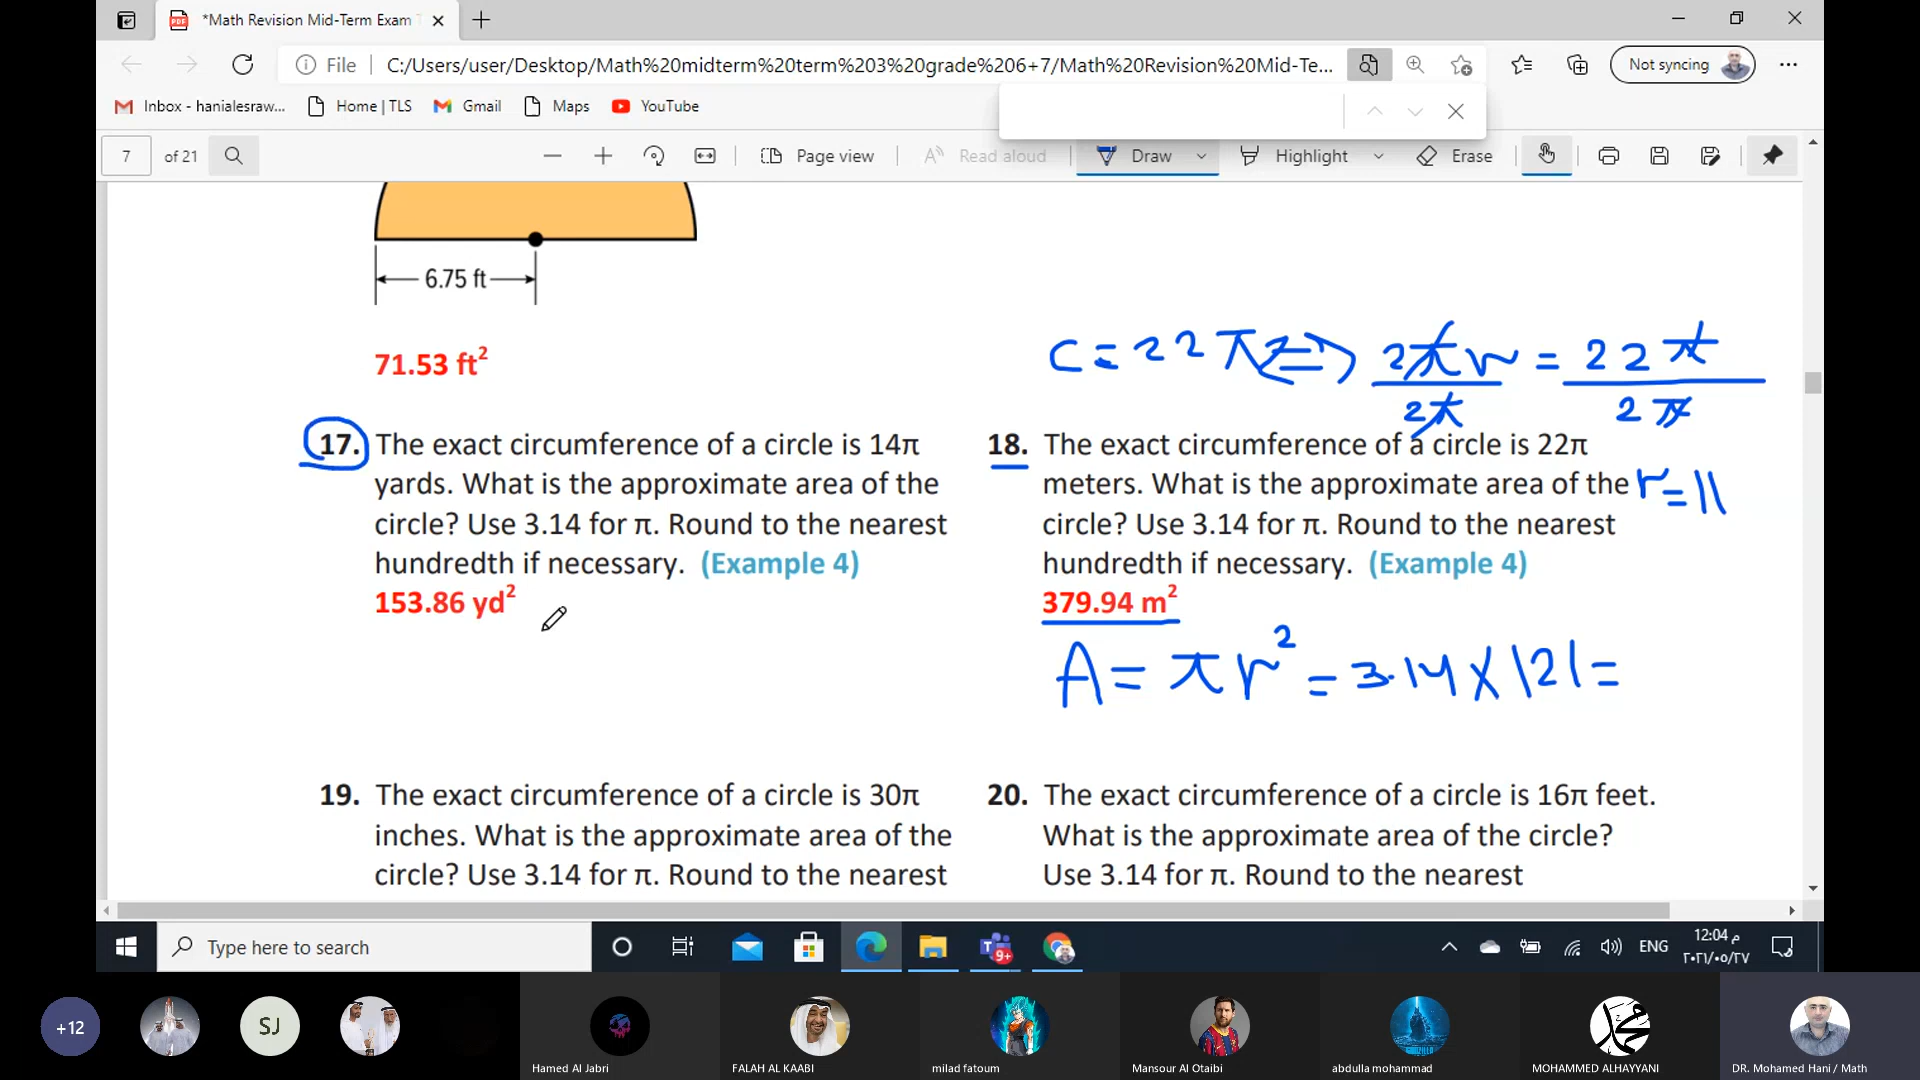 *Math Revision Mid-Term Exam T
File C:/Users/user/Desktop/Math%20midterm%20term%203%20grade%206+7/Math%20Revision%20Mid-Te...
Not syncing
Inbox - hanialesraw... Home | TLS Gmail Maps YouTube
7 of 21 Page view Read aloud Draw Highlight Erase
6.75 ft
71.53 ft²
C = 22π ⟺ 2πr/2π = 22π/2π
17. The exact circumference of a circle is 14π
yards. What is the approximate area of the
circle? Use 3.14 for π. Round to the nearest
hundredth if necessary. (Example 4)
153.86 yd²
18. The exact circumference of a circle is 22π
meters. What is the approximate area of the
r = 11
circle? Use 3.14 for π. Round to the nearest
hundredth if necessary. (Example 4)
379.94 m²
A = πr² = 3.14 X 121 =
19. The exact circumference of a circle is 30π
inches. What is the approximate area of the
circle? Use 3.14 for π. Round to the nearest
20. The exact circumference of a circle is 16π feet.
What is the approximate area of the circle?
Use 3.14 for π. Round to the nearest
Type here to search
9+
ENG
12:04 م
٢٠٢١/٠٥/٢٧
+12
SJ
Hamed Al Jabri
FALAH AL KAABI
milad fatoum
Mansour Al Otaibi
abdulla mohammad
MOHAMMED ALHAYYANI
DR. Mohamed Hani / Math